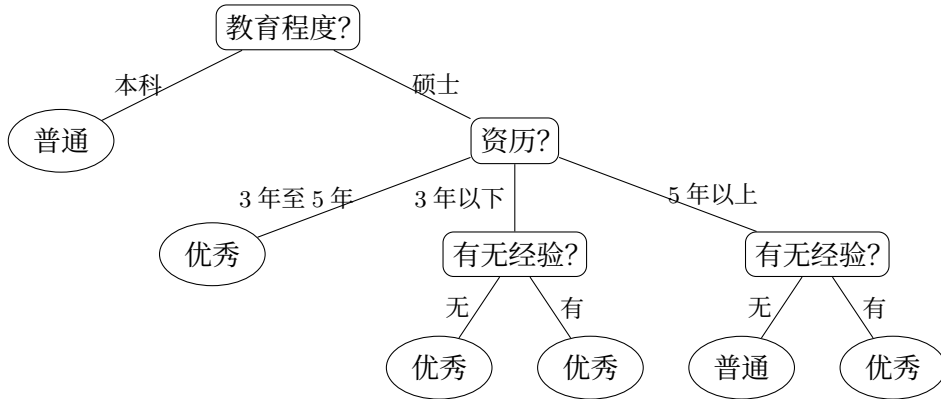 教育程度?
本科
硕士
普通
资历?
3 年至 5 年
3 年以下
5 年以上
优秀
有无经验?
有无经验?
无
有
无
有
优秀
优秀
普通
优秀